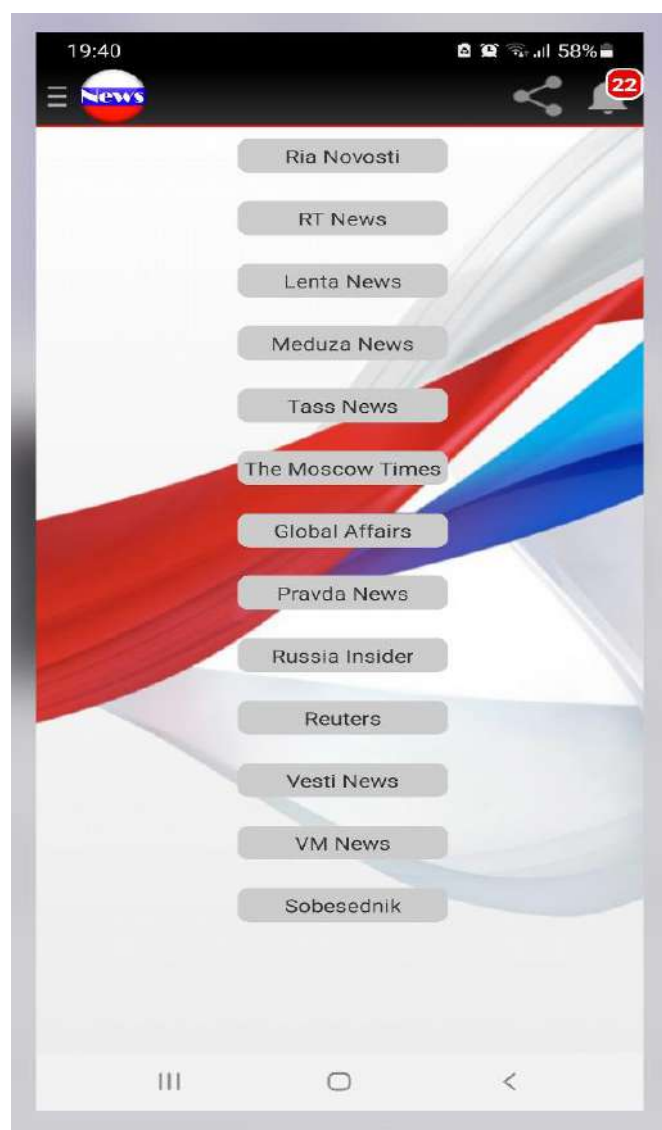 19:40 58%
News 22
Ria Novosti
RT News
Lenta News
Meduza News
Tass News
The Moscow Times
Global Affairs
Pravda News
Russia Insider
Reuters
Vesti News
VM News
Sobesednik